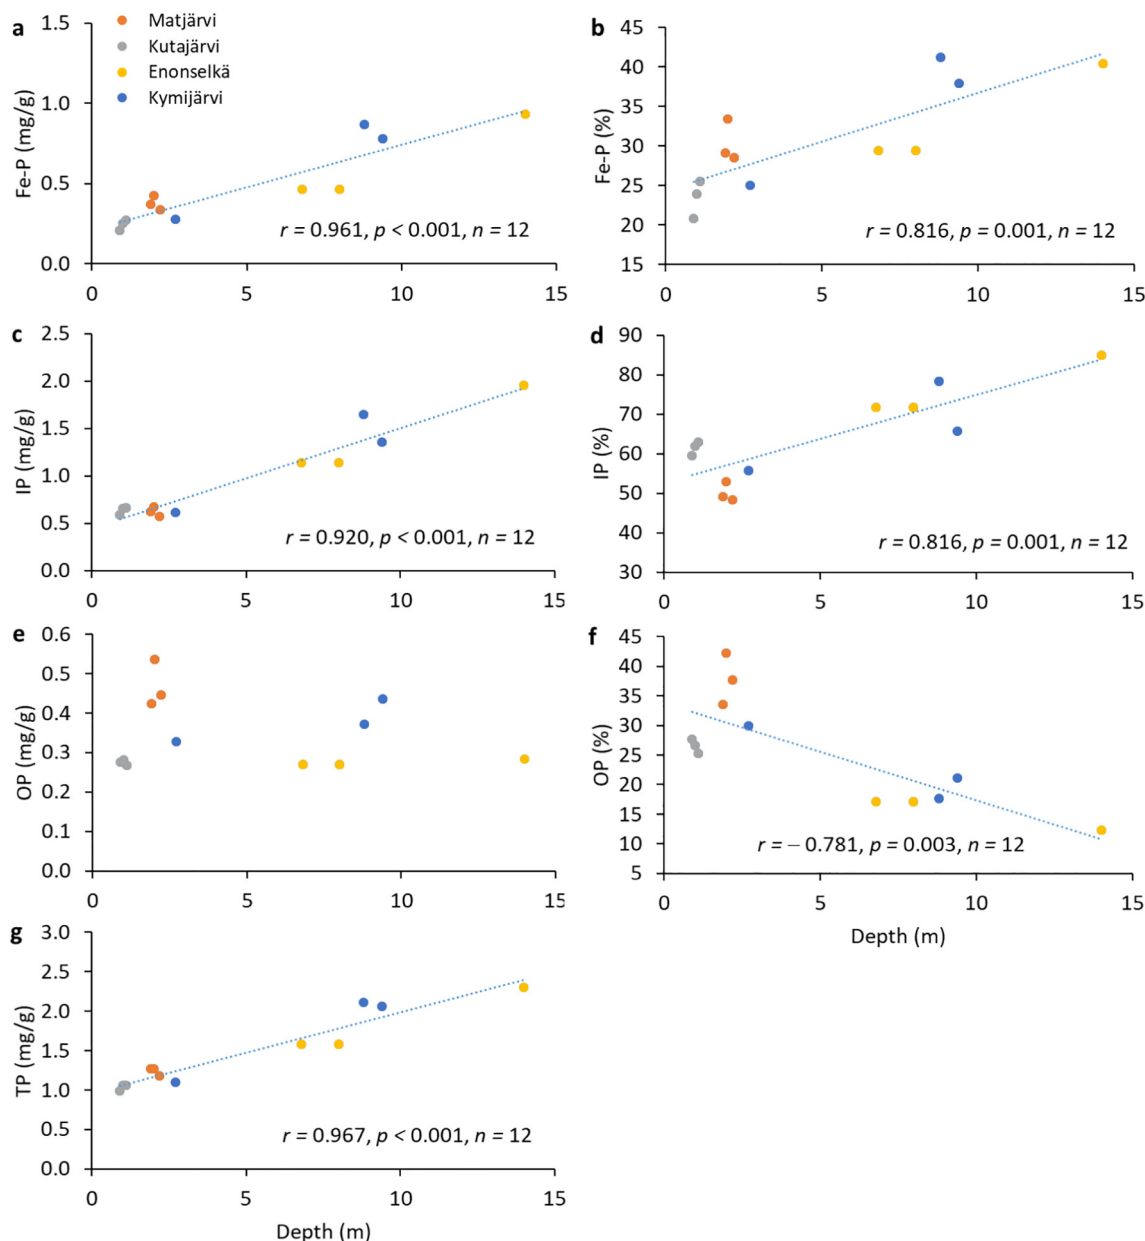 a
1.5
1.0
0.5
0.0
Fe-P (mg/g)
Matjärvi
Kutajärvi
Enonselkä
Kymijärvi
r = 0.961, p < 0.001, n = 12
0 5 10 15
b
45
40
35
30
25
20
15
Fe-P (%)
r = 0.816, p = 0.001, n = 12
0 5 10 15
c
2.5
2.0
1.5
1.0
0.5
0.0
IP (mg/g)
r = 0.920, p < 0.001, n = 12
0 5 10 15
d
90
80
70
60
50
40
30
IP (%)
r = 0.816, p = 0.001, n = 12
0 5 10 15
e
0.6
0.5
0.4
0.3
0.2
0.1
0.0
OP (mg/g)
0 5 10 15
f
45
40
35
30
25
20
15
10
5
OP (%)
r = – 0.781, p = 0.003, n = 12
0 5 10 15
Depth (m)
g
3.0
2.5
2.0
1.5
1.0
0.5
0.0
TP (mg/g)
r = 0.967, p < 0.001, n = 12
0 5 10 15
Depth (m)